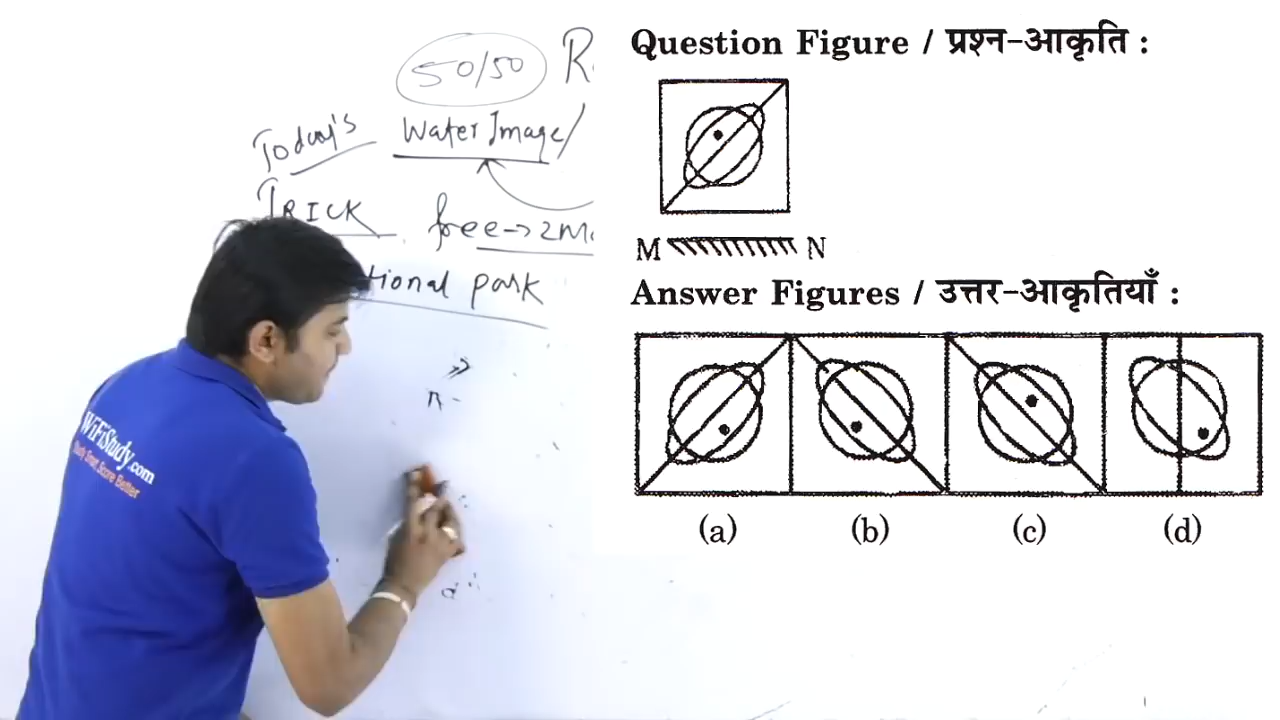 50/50 R
Today's Water Image/
TRICK free→2M
tional park
R-
WiFiStudy.com
Study Smart Score Better
Question Figure / प्रश्न-आकृति :
M N
Answer Figures / उत्तर-आकृतियाँ :
(a) (b) (c) (d)